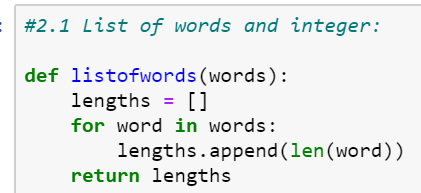 #2.1 List of words and integer:
def listofwords(words):
    lengths = []
    for word in words:
        lengths.append(len(word))
    return lengths